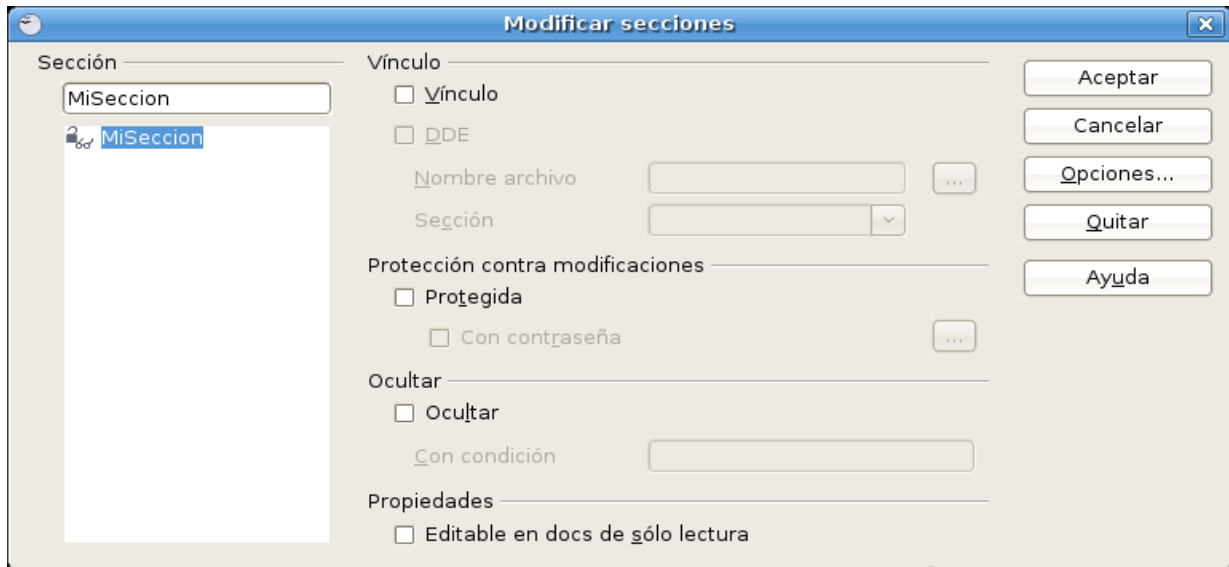 Modificar secciones
Sección
MiSeccion
MiSeccion
Vínculo
Vínculo
DDE
Nombre archivo
...
Sección
Protección contra modificaciones
Protegida
Con contraseña
...
Ocultar
Ocultar
Con condición
Propiedades
Editable en docs de sólo lectura
Aceptar
Cancelar
Opciones...
Quitar
Ayuda